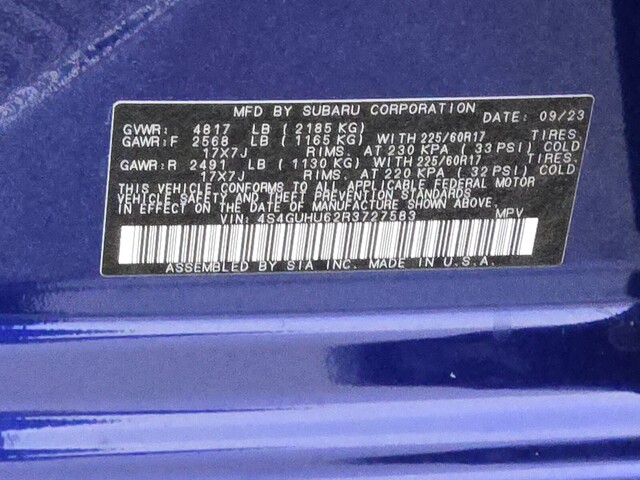 MFD BY SUBARU CORPORATION DATE: 09/23
GVWR: 4817 LB ( 2185 KG)
GAWR:F 2568 LB ( 1165 KG) WITH 225/60R17 TIRES,
17X7J RIMS, AT 230 KPA ( 33 PSI) COLD
GAWR:R 2491 LB ( 1130 KG) WITH 225/60R17 TIRES,
17X7J RIMS, AT 220 KPA ( 32 PSI) COLD
THIS VEHICLE CONFORMS TO ALL APPLICABLE FEDERAL MOTOR
VEHICLE SAFETY, AND THEFT PREVENTION STANDARDS
IN EFFECT ON THE DATE OF MANUFACTURE SHOWN ABOVE.
VIN: 4S4GUHU62R3727583 MPV
ASSEMBLED BY SIA INC. MADE IN U.S.A.